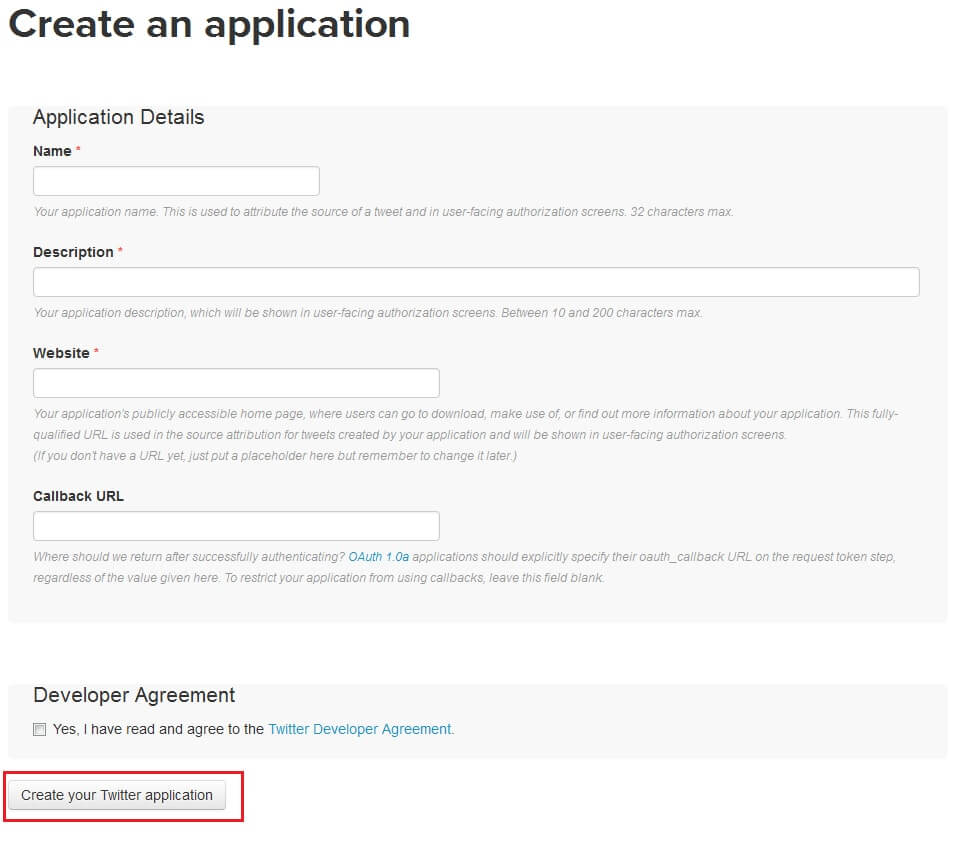 Create an application
Application Details
Name *
Your application name. This is used to attribute the source of a tweet and in user-facing authorization screens. 32 characters max.
Description *
Your application description, which will be shown in user-facing authorization screens. Between 10 and 200 characters max.
Website *
Your application's publicly accessible home page, where users can go to download, make use of, or find out more information about your application. This fully-
qualified URL is used in the source attribution for tweets created by your application and will be shown in user-facing authorization screens.
(If you don't have a URL yet, just put a placeholder here but remember to change it later.)
Callback URL
Where should we return after successfully authenticating? OAuth 1.0a applications should explicitly specify their oauth_callback URL on the request token step,
regardless of the value given here. To restrict your application from using callbacks, leave this field blank.
Developer Agreement
Yes, I have read and agree to the Twitter Developer Agreement.
Create your Twitter application